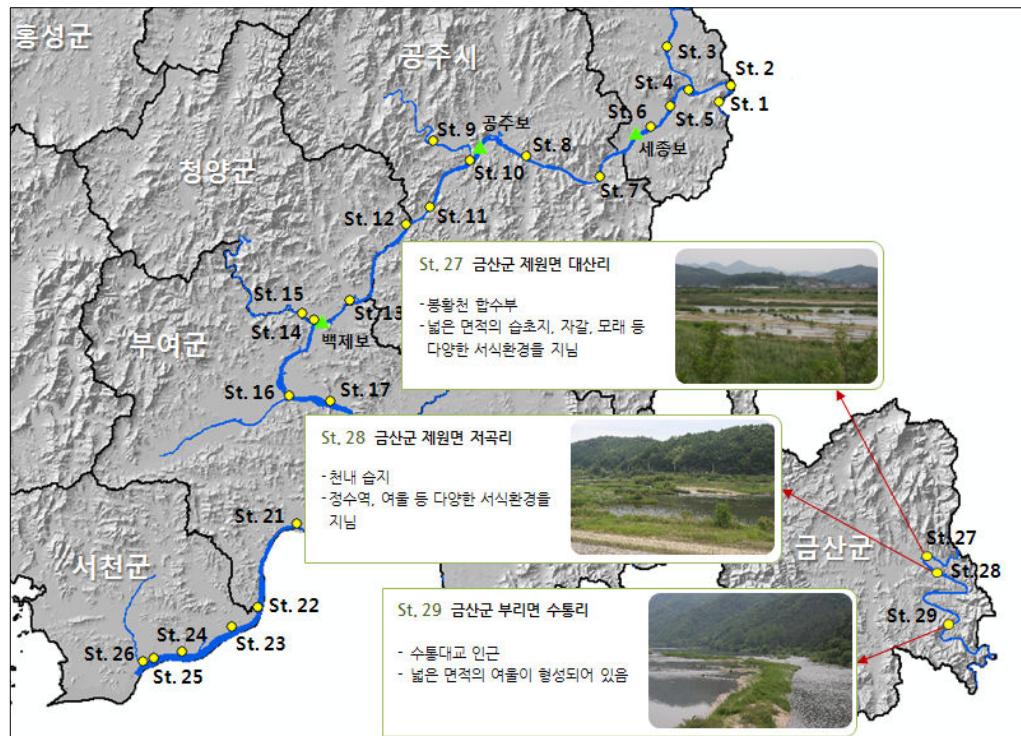 홍성군
공주시
St. 3
St. 2
St. 4
St. 1
St. 6
St. 5
공주보
St. 9
St. 8
세종보
청양군
St. 10
St. 7
St. 12
St. 11
St. 27 금산군 제원면 대산리
- 봉황천 합수부
- 넓은 면적의 습초지, 자갈, 모래 등
다양한 서식환경을 지님
St. 15
St. 13
St. 14
백제보
부여군
St. 16
St. 17
St. 28 금산군 제원면 저곡리
- 천내 습지
- 정수역, 여울 등 다양한 서식환경을
지님
St. 21
금산군
St. 27
St. 28
서천군
St. 22
St. 29 금산군 부리면 수통리
- 수통대교 인근
- 넓은 면적의 여울이 형성되어 있음
St. 29
St. 24
St. 23
St. 26
St. 25